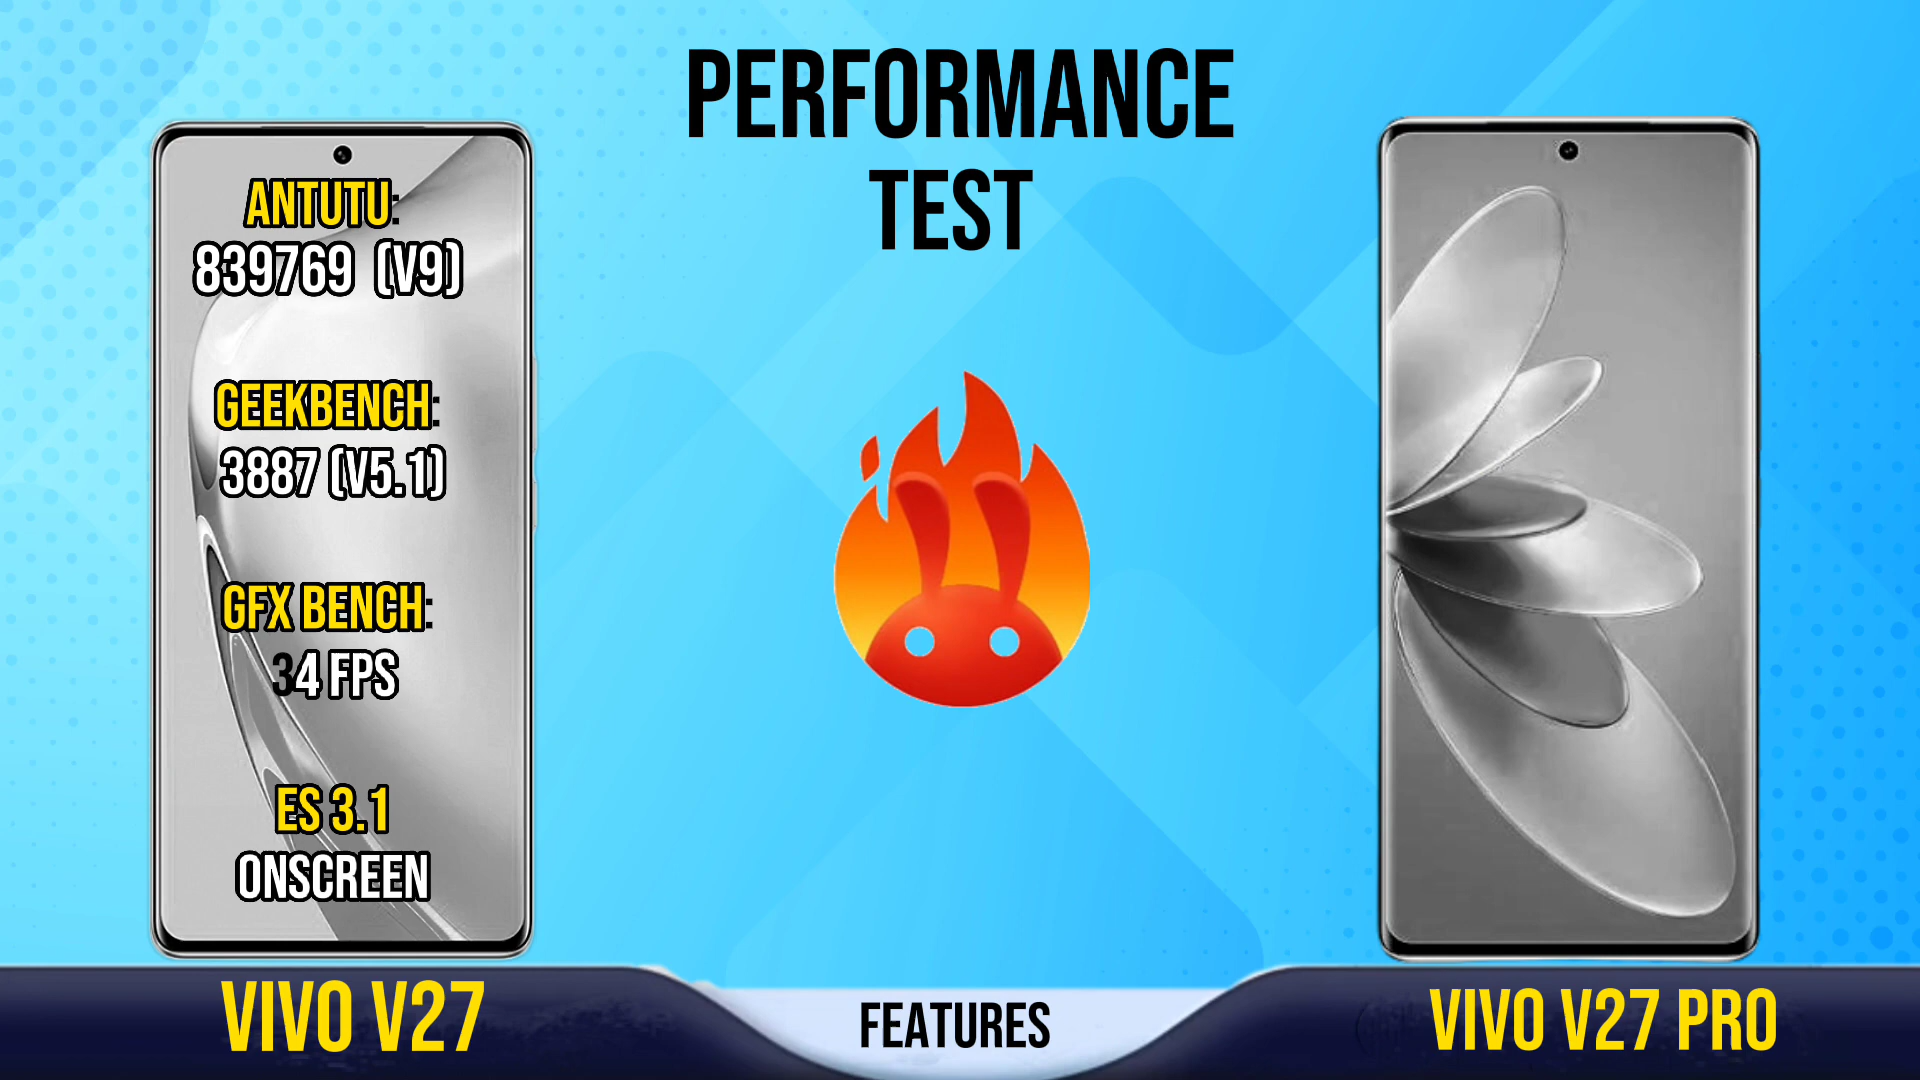 PERFORMANCE
TEST
ANTUTU:
839769 (V9)
GEEKBENCH:
3887 (V5.1)
GFX BENCH:
34 FPS
ES 3.1
ONSCREEN
VIVO V27
FEATURES
VIVO V27 PRO